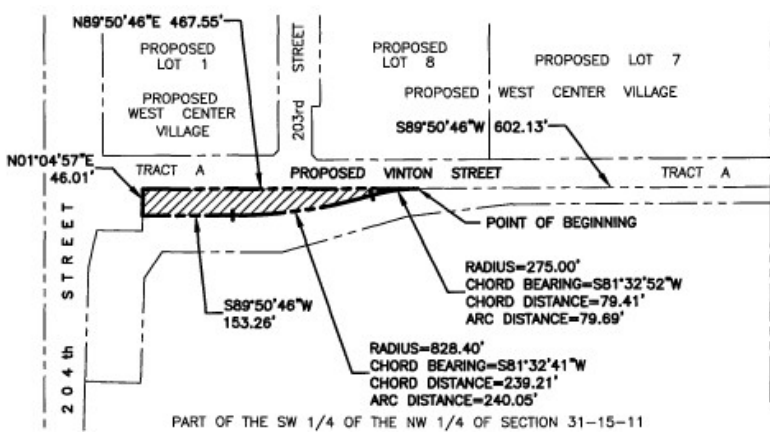 N89°50'46"E 467.55'
PROPOSED
LOT 1
PROPOSED
WEST CENTER
VILLAGE
203rd STREET
PROPOSED
LOT 8
PROPOSED LOT 7
PROPOSED WEST CENTER VILLAGE
S89°50'46"W 602.13'
N01°04'57"E
46.01'
TRACT A
PROPOSED VINTON STREET
TRACT A
POINT OF BEGINNING
RADIUS=275.00'
CHORD BEARING=S81°32'52"W
CHORD DISTANCE=79.41'
ARC DISTANCE=79.69'
S89°50'46"W
153.26'
RADIUS=828.40'
CHORD BEARING=S81°32'41"W
CHORD DISTANCE=239.21'
ARC DISTANCE=240.05'
204th STREET
PART OF THE SW 1/4 OF THE NW 1/4 OF SECTION 31-15-11